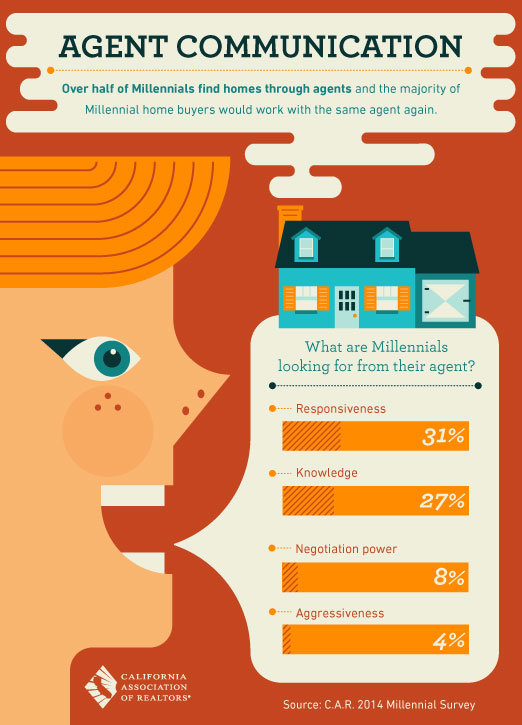 AGENT COMMUNICATION
Over half of Millennials find homes through agents and the majority of
Millennial home buyers would work with the same agent again.
What are Millennials
looking for from their agent?
Responsiveness
31%
Knowledge
27%
Negotiation power
8%
Aggressiveness
4%
CALIFORNIA
ASSOCIATION
OF REALTORS®
Source: C.A.R. 2014 Millennial Survey